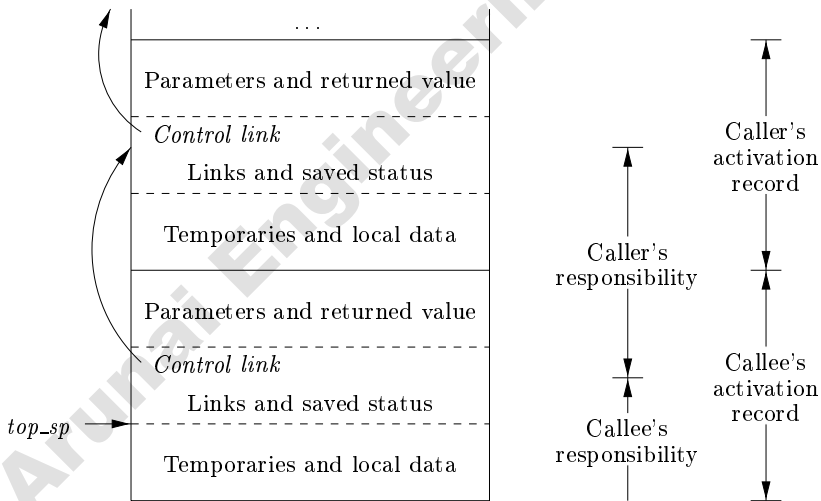 ...
Parameters and returned value
Control link
Links and saved status
Temporaries and local data
Parameters and returned value
Control link
Links and saved status
Temporaries and local data
top_sp
Caller's
responsibility
Callee's
responsibility
Caller's
activation
record
Callee's
activation
record
Arunai Engineeri